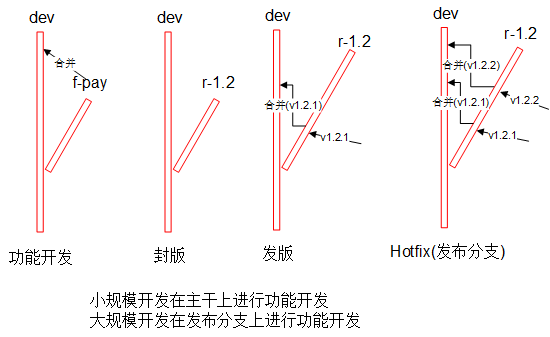 dev
合并
f-pay
功能开发
dev
r-1.2
封版
dev
r-1.2
合并(v1.2.1)
v1.2.1
发版
dev
r-1.2
合并(v1.2.2)
合并(v1.2.1)
v1.2.2
v1.2.1
Hotfix(发布分支)
小规模开发在主干上进行功能开发
大规模开发在发布分支上进行功能开发